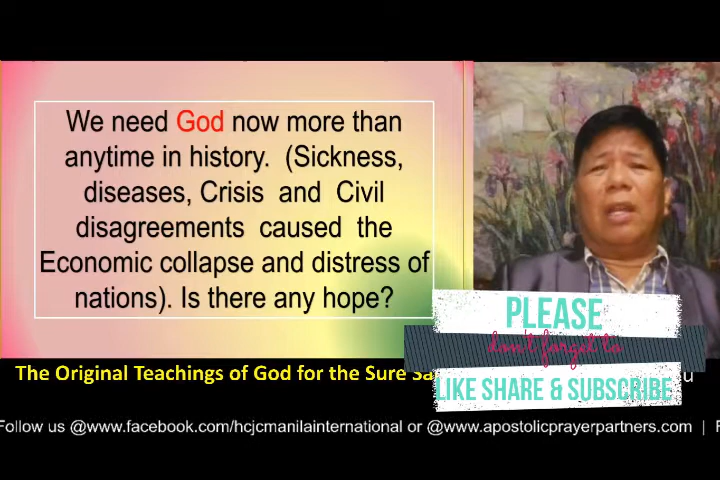 We need God now more than
anytime in history. (Sickness,
diseases, Crisis and Civil
disagreements caused the
Economic collapse and distress of
nations). Is there any hope?
PLEASE
don't forget to
LIKE SHARE & SUBSCRIBE
The Original Teachings of God for the Sure
Follow us @www.facebook.com/hcjcmanilainternational or @www.apostolicprayerpartners.com |